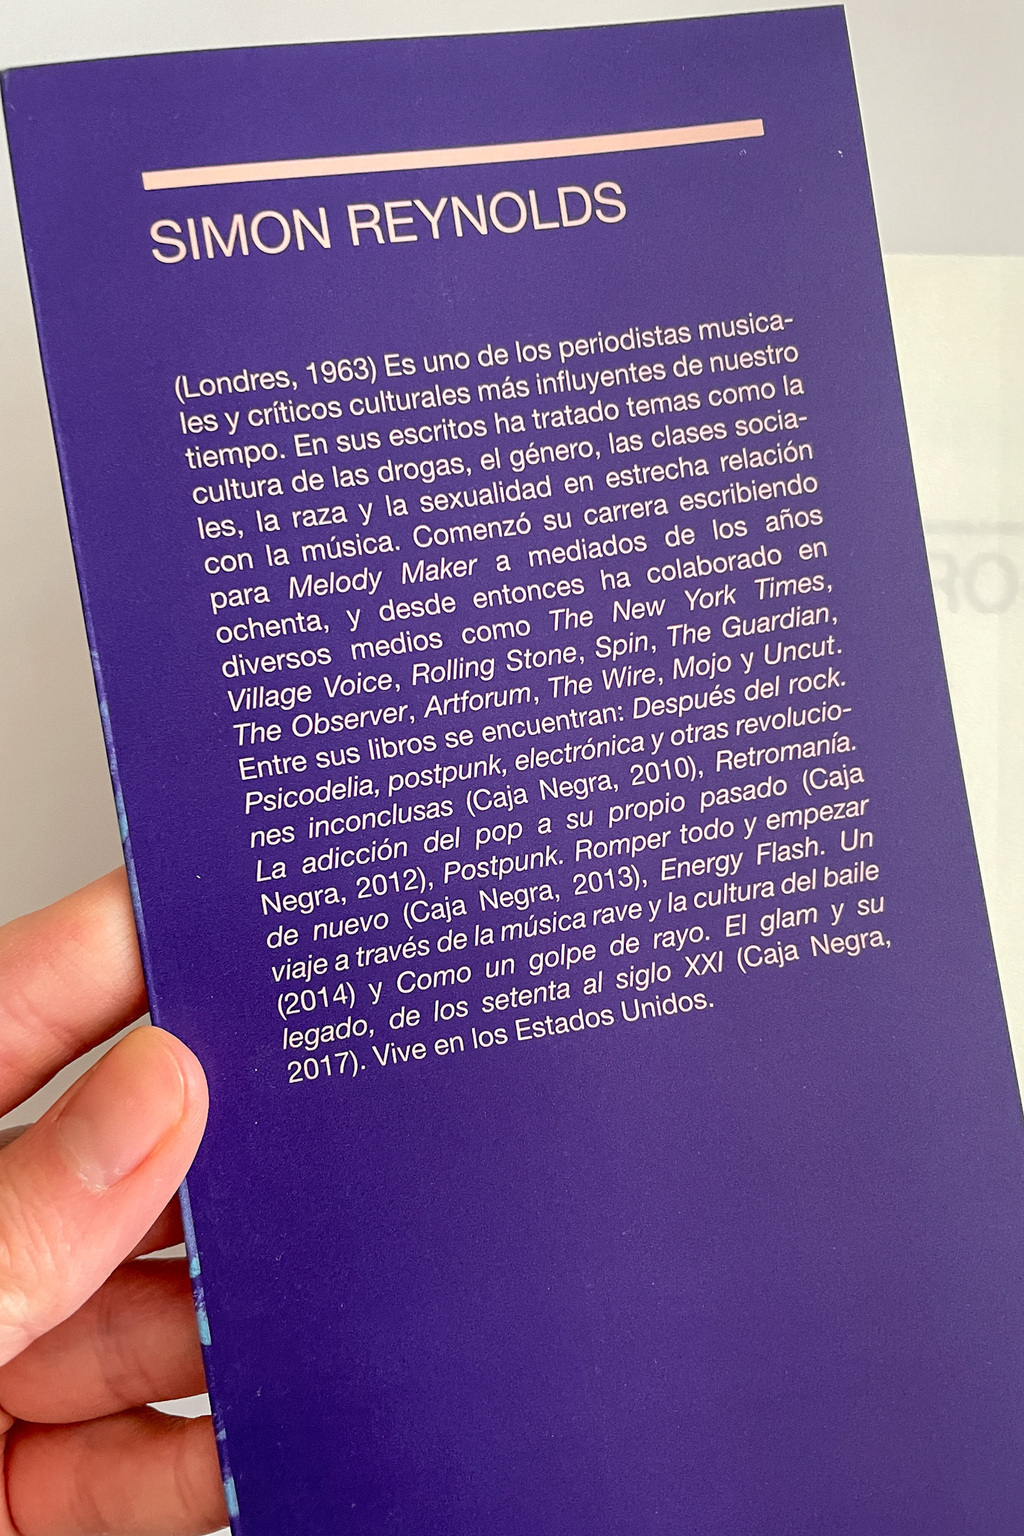 SIMON REYNOLDS
(Londres, 1963) Es uno de los periodistas musica-
les y críticos culturales más influyentes de nuestro
tiempo. En sus escritos ha tratado temas como la
cultura de las drogas, el género, las clases socia-
les, la raza y la sexualidad en estrecha relación
con la música. Comenzó su carrera escribiendo
para Melody Maker a mediados de los años
ochenta, y desde entonces ha colaborado en
diversos medios como The New York Times,
Village Voice, Rolling Stone, Spin, The Guardian,
The Observer, Artforum, The Wire, Mojo y Uncut.
Entre sus libros se encuentran: Después del rock.
Psicodelia, postpunk, electrónica y otras revolucio-
nes inconclusas (Caja Negra, 2010), Retromanía.
La adicción del pop a su propio pasado (Caja
Negra, 2012), Postpunk. Romper todo y empezar
de nuevo (Caja Negra, 2013), Energy Flash. Un
viaje a través de la música rave y la cultura del baile
(2014) y Como un golpe de rayo. El glam y su
legado, de los setenta al siglo XXI (Caja Negra,
2017). Vive en los Estados Unidos.